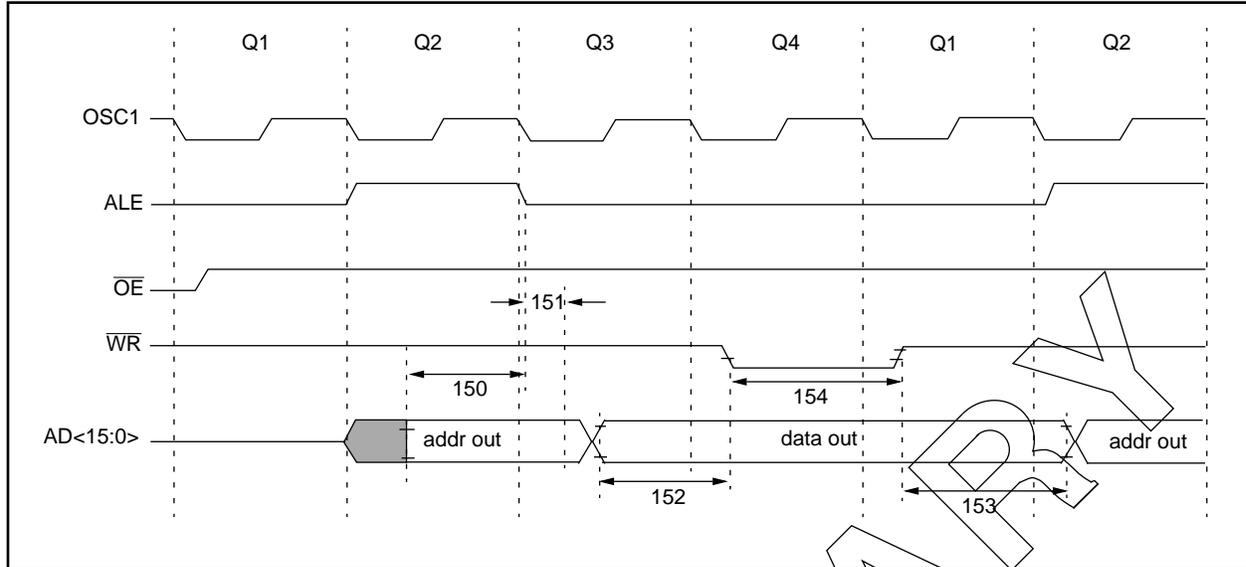 Q1 Q2 Q3 Q4 Q1 Q2
OSC1
ALE
OE
151
WR
150
154
AD<15:0>
addr out data out addr out
152
153
ARY